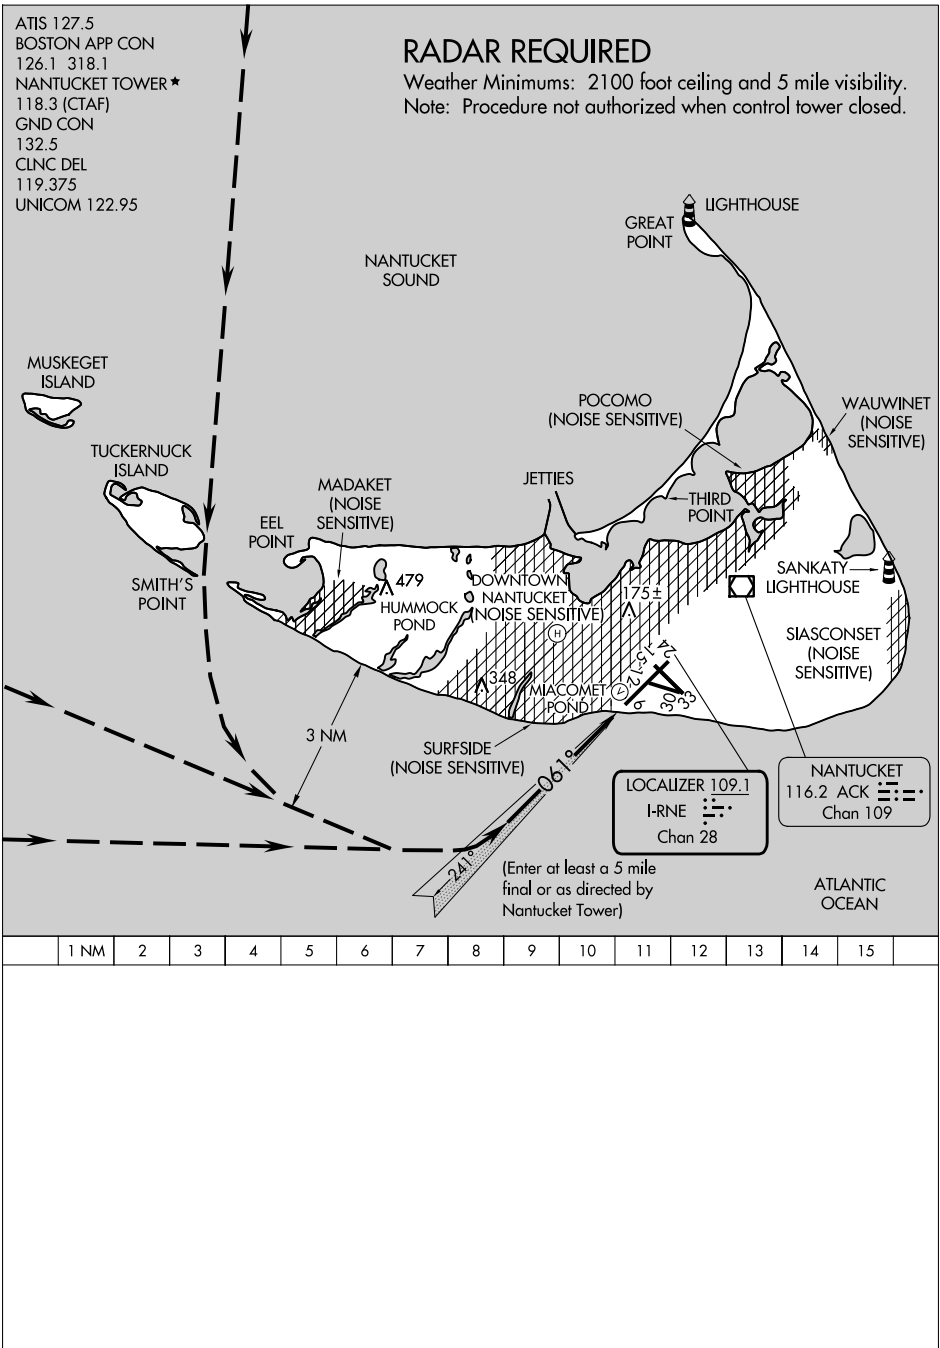 ATIS 127.5
BOSTON APP CON
126.1 318.1
NANTUCKET TOWER★
118.3 (CTAF)
GND CON
132.5
CLNC DEL
119.375
UNICOM 122.95
RADAR REQUIRED
Weather Minimums: 2100 foot ceiling and 5 mile visibility.
Note: Procedure not authorized when control tower closed.
LIGHTHOUSE
GREAT
POINT
NANTUCKET
SOUND
MUSKEGET
ISLAND
POCOMO
(NOISE SENSITIVE)
WAUWINET
(NOISE
SENSITIVE)
TUCKERNUCK
ISLAND
MADAKET
(NOISE
SENSITIVE)
JETTIES
THIRD
POINT
EEL
POINT
SMITH'S
POINT
479
HUMMOCK
POND
DOWNTOWN
NANTUCKET
(NOISE SENSITIVE)
H
175±
SANKATY
LIGHTHOUSE
SIASCONSET
(NOISE
SENSITIVE)
348
MIACOMET
POND
15
12
24
6
30
33
3 NM
SURFSIDE
(NOISE SENSITIVE)
061°
241°
LOCALIZER 109.1
I-RNE
Chan 28
NANTUCKET
116.2 ACK
Chan 109
(Enter at least a 5 mile
final or as directed by
Nantucket Tower)
ATLANTIC
OCEAN
1 NM 2 3 4 5 6 7 8 9 10 11 12 13 14 15